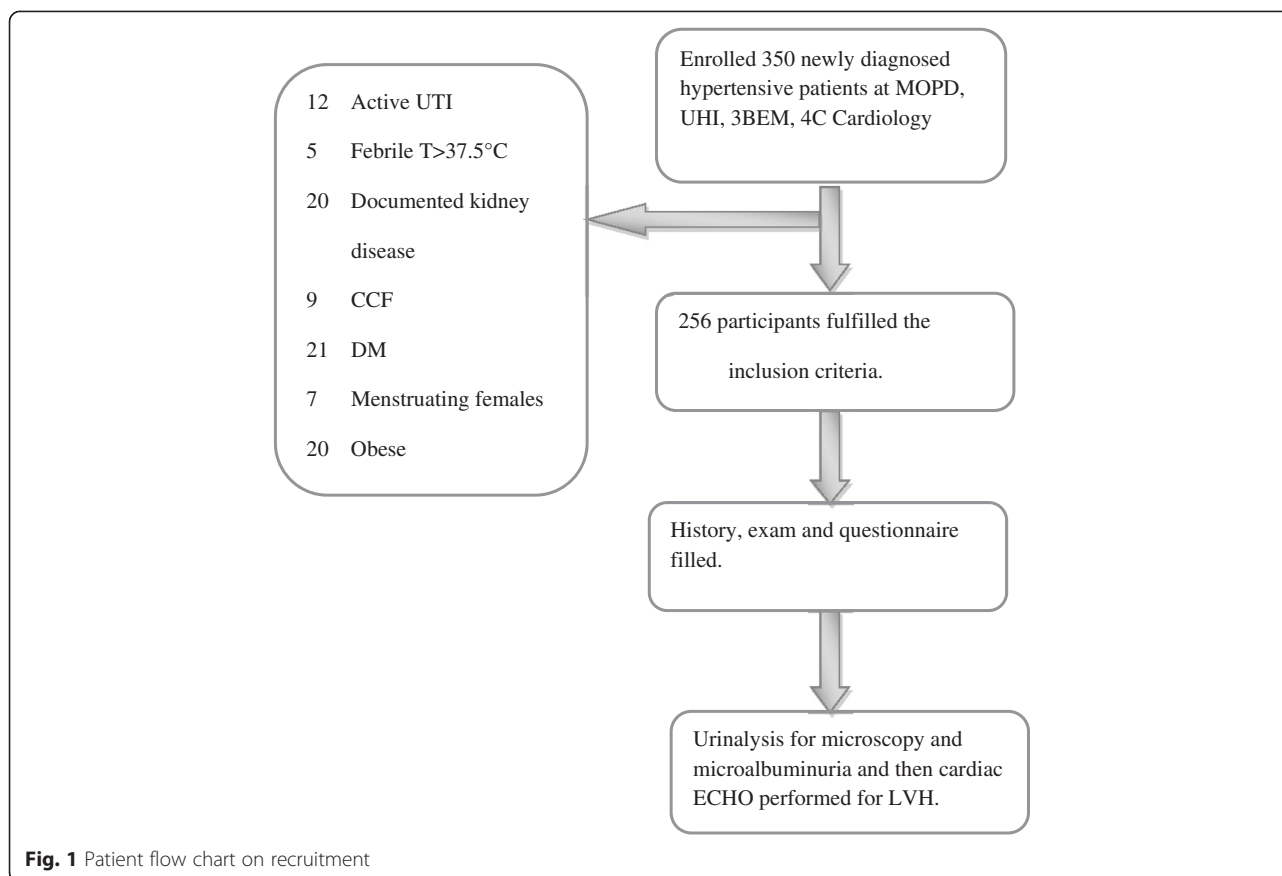 Enrolled 350 newly diagnosed
hypertensive patients at MOPD,
UHI, 3BEM, 4C Cardiology
12 Active UTI
5 Febrile T>37.5°C
20 Documented kidney
disease
9 CCF
21 DM
7 Menstruating females
20 Obese
256 participants fulfilled the
inclusion criteria.
History, exam and questionnaire
filled.
Urinalysis for microscopy and
microalbuminuria and then cardiac
ECHO performed for LVH.
Fig. 1 Patient flow chart on recruitment